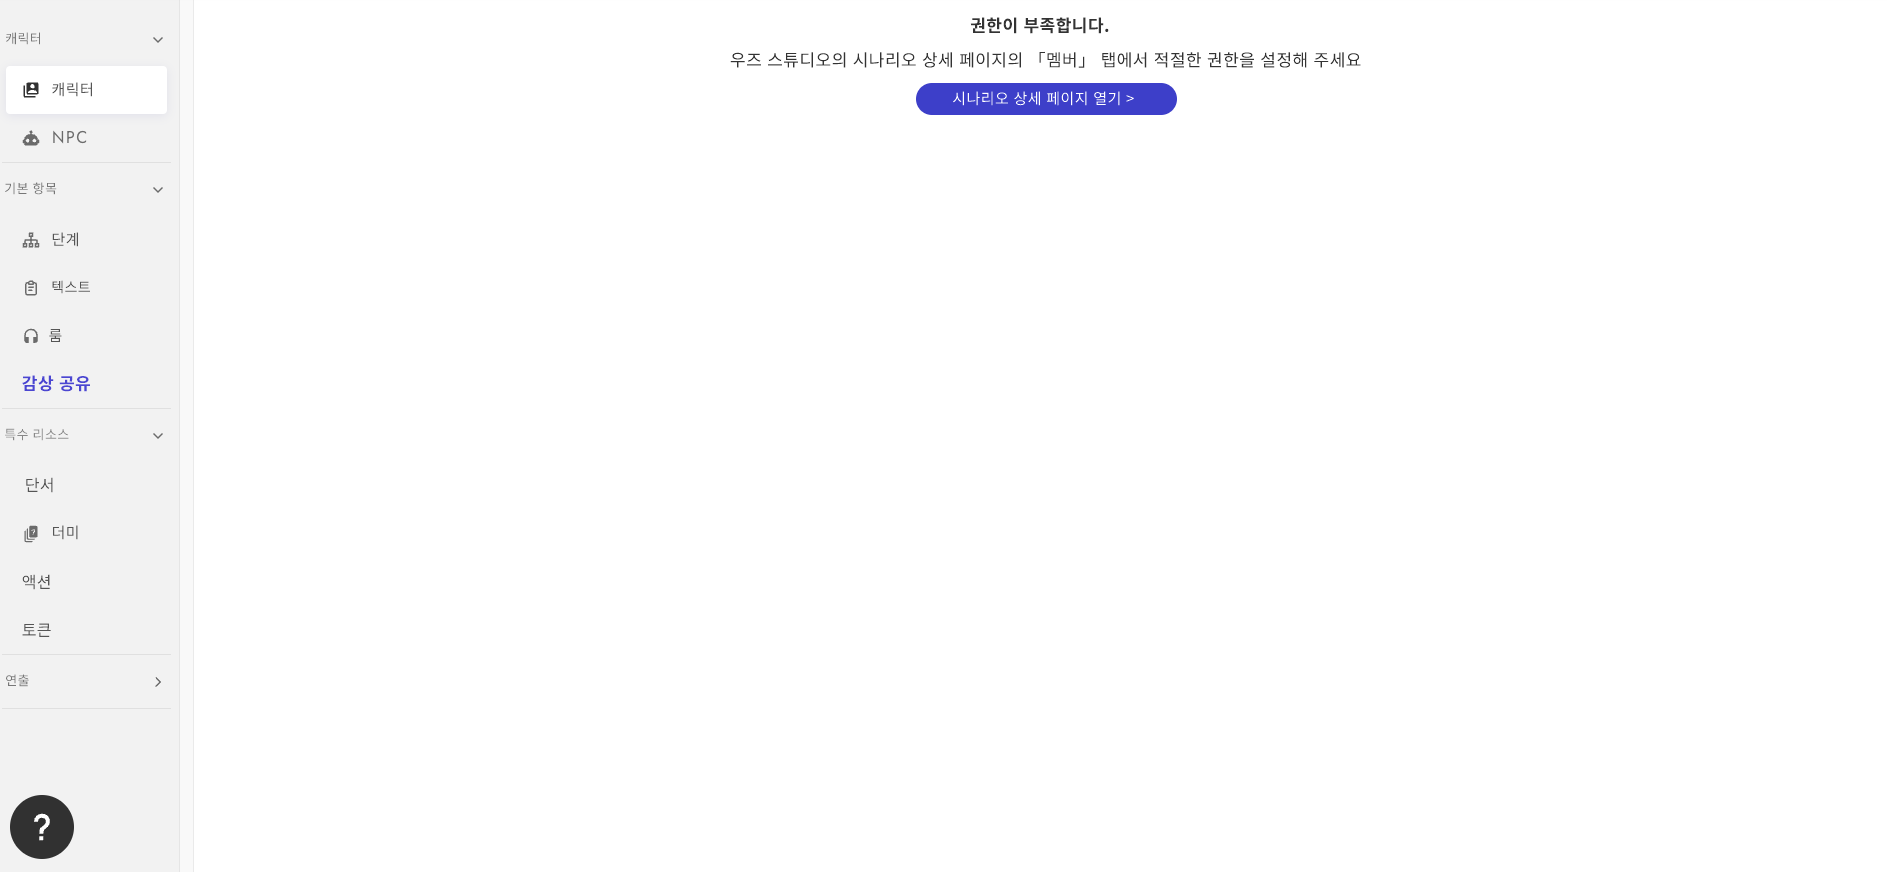 캐릭터
캐릭터
NPC
기본 항목
단계
텍스트
룸
감상 공유
특수 리소스
단서
더미
액션
토큰
연출
?
권한이 부족합니다.
우즈 스튜디오의 시나리오 상세 페이지의 「멤버」 탭에서 적절한 권한을 설정해 주세요
시나리오 상세 페이지 열기 >